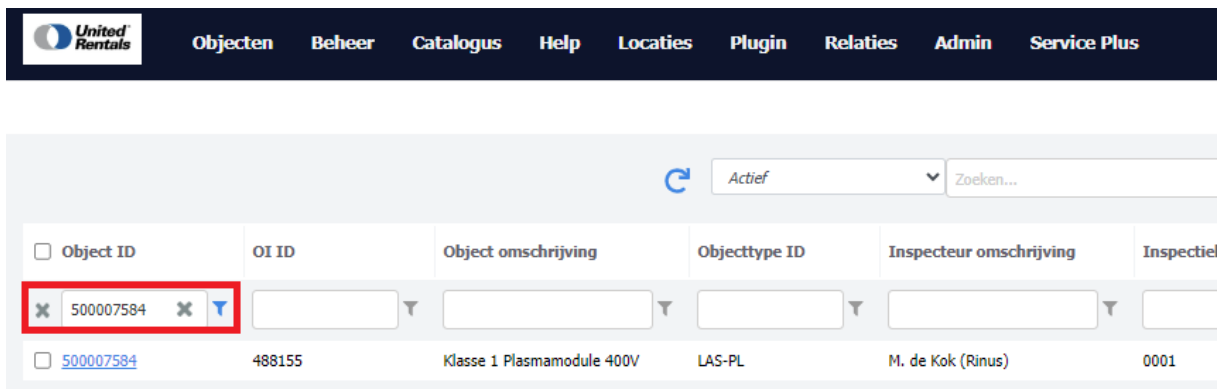 United Rentals Objecten Beheer Catalogus Help Locaties Plugin Relaties Admin Service Plus
Actief Zoeken...
Object ID OI ID Object omschrijving Objecttype ID Inspecteur omschrijving Inspectiel
500007584
500007584 488155 Klasse 1 Plasmamodule 400V LAS-PL M. de Kok (Rinus) 0001